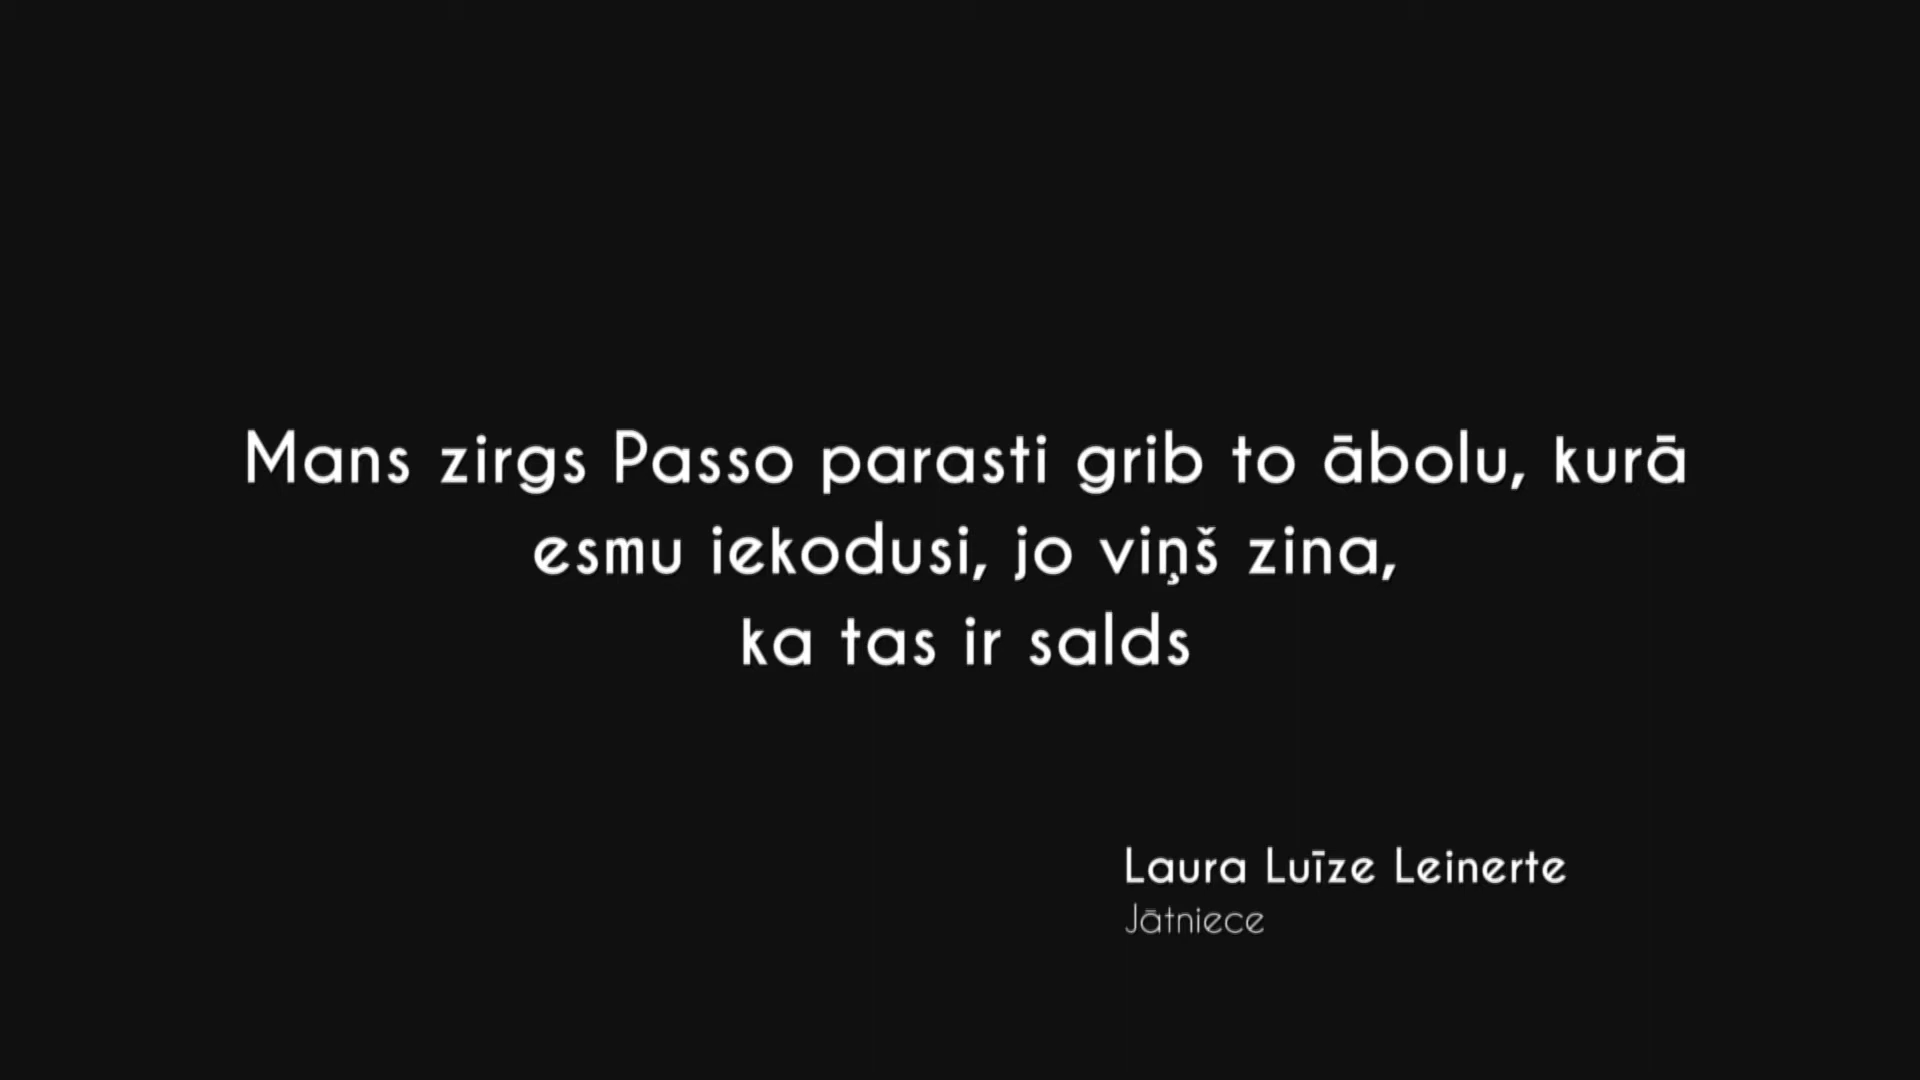 Mans zirgs Passo parasti grib to ābolu, kurā
esmu iekodusi, jo viņš zina,
ka tas ir salds
Laura Luīze Leinerte
Jātniece